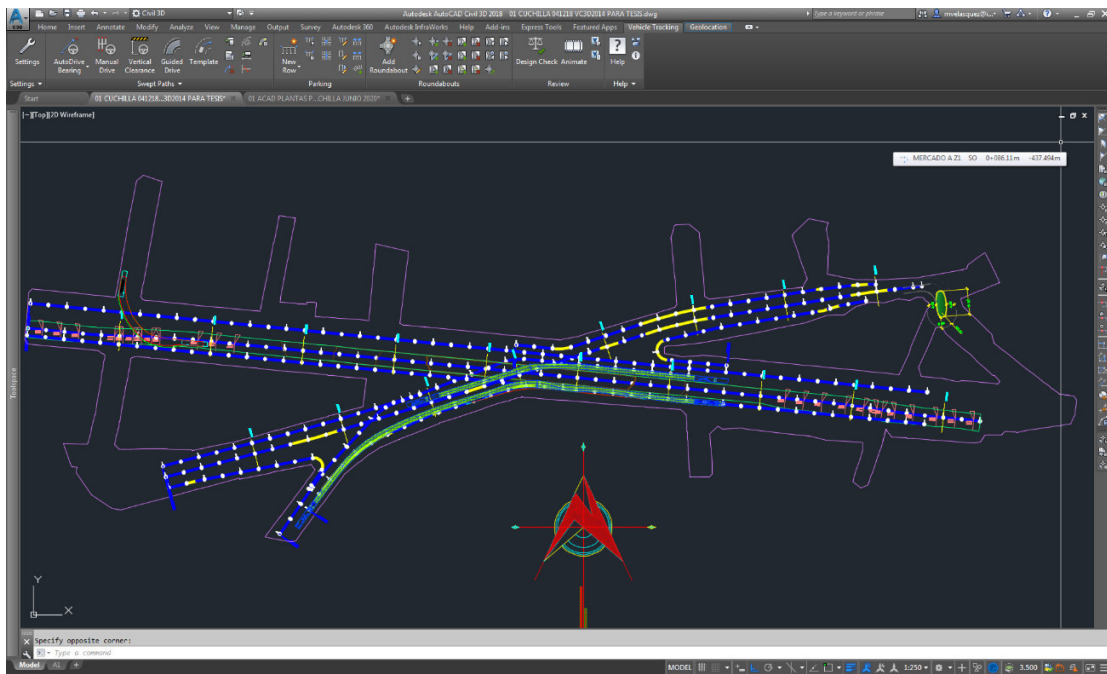 Civil 3D
Autodesk AutoCAD Civil 3D 2018 01 CUCHILLA 041218 VC3D2014 PARA TESIS.dwg
Type a keyword or phrase
Home Insert Annotate Modify Analyze View Manage Output Survey Autodesk 360 Autodesk InfraWorks Help Add-ins Express Tools Featured Apps Vehicle Tracking Geolocation
Settings AutoDrive Bearing Manual Drive Vertical Clearance Guided Drive Template New Row Add Roundabout Design Check Animate Help
Settings Swept Paths Parking Roundabouts Review Help
Start 01 CUCHILLA 041218...3D2014 PARA TESIS* 01 ACAD PLANTAS P...CHILLA JUNIO 2020*
[-][Top][2D Wireframe]
MERCADO A Z1 SO 0+086.11m -437.494m
Toolspace
Y
X
Specify opposite corner:
Type a command
Model A1 +
MODEL 1:250 3.500